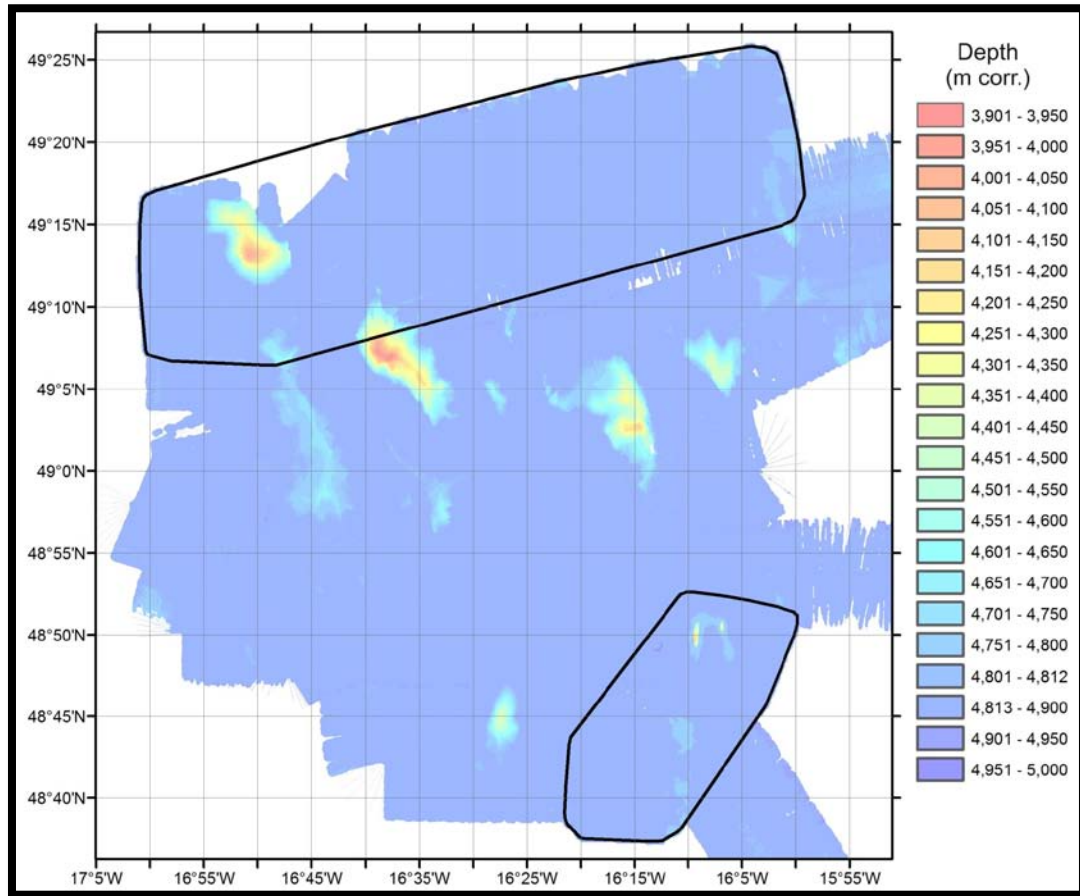 Depth
(m corr.)
3,901 - 3,950
3,951 - 4,000
4,001 - 4,050
4,051 - 4,100
4,101 - 4,150
4,151 - 4,200
4,201 - 4,250
4,251 - 4,300
4,301 - 4,350
4,351 - 4,400
4,401 - 4,450
4,451 - 4,500
4,501 - 4,550
4,551 - 4,600
4,601 - 4,650
4,651 - 4,700
4,701 - 4,750
4,751 - 4,800
4,801 - 4,812
4,813 - 4,900
4,901 - 4,950
4,951 - 5,000
49°25'N
49°20'N
49°15'N
49°10'N
49°5'N
49°0'N
48°55'N
48°50'N
48°45'N
48°40'N
17°5'W 16°55'W 16°45'W 16°35'W 16°25'W 16°15'W 16°5'W 15°55'W